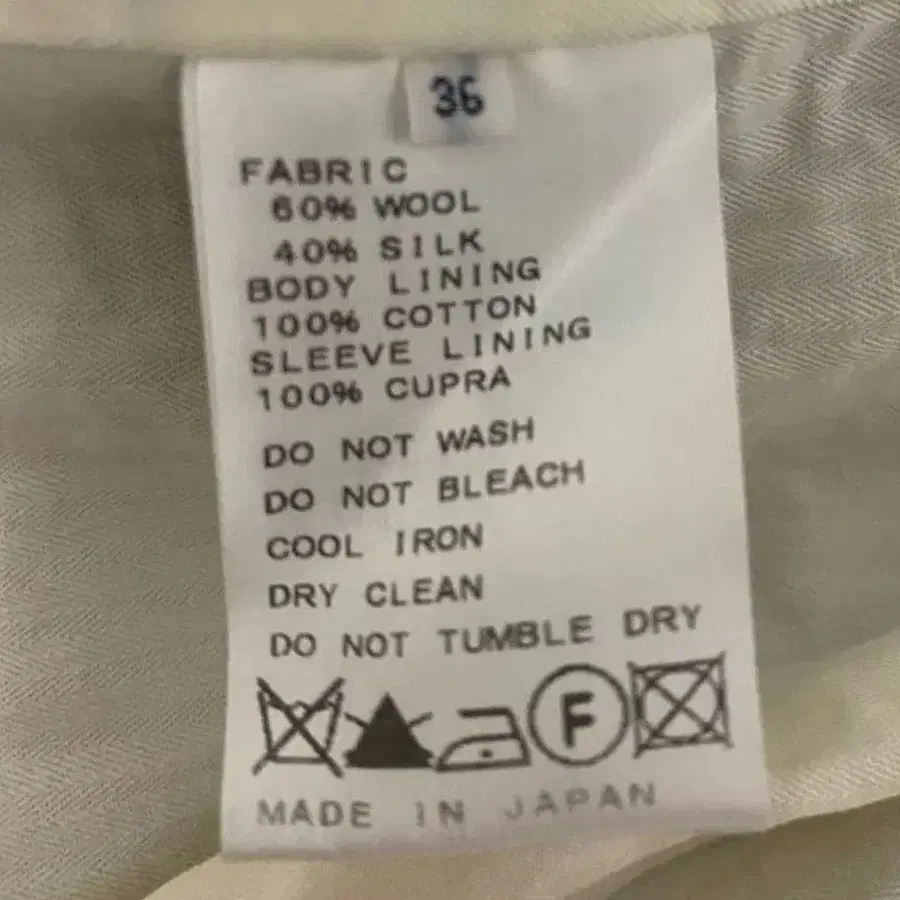 36
FABRIC
60% WOOL
40% SILK
BODY LINING
100% COTTON
SLEEVE LINING
100% CUPRA
DO NOT WASH
DO NOT BLEACH
COOL IRON
DRY CLEAN
DO NOT TUMBLE DRY
F
MADE IN JAPAN